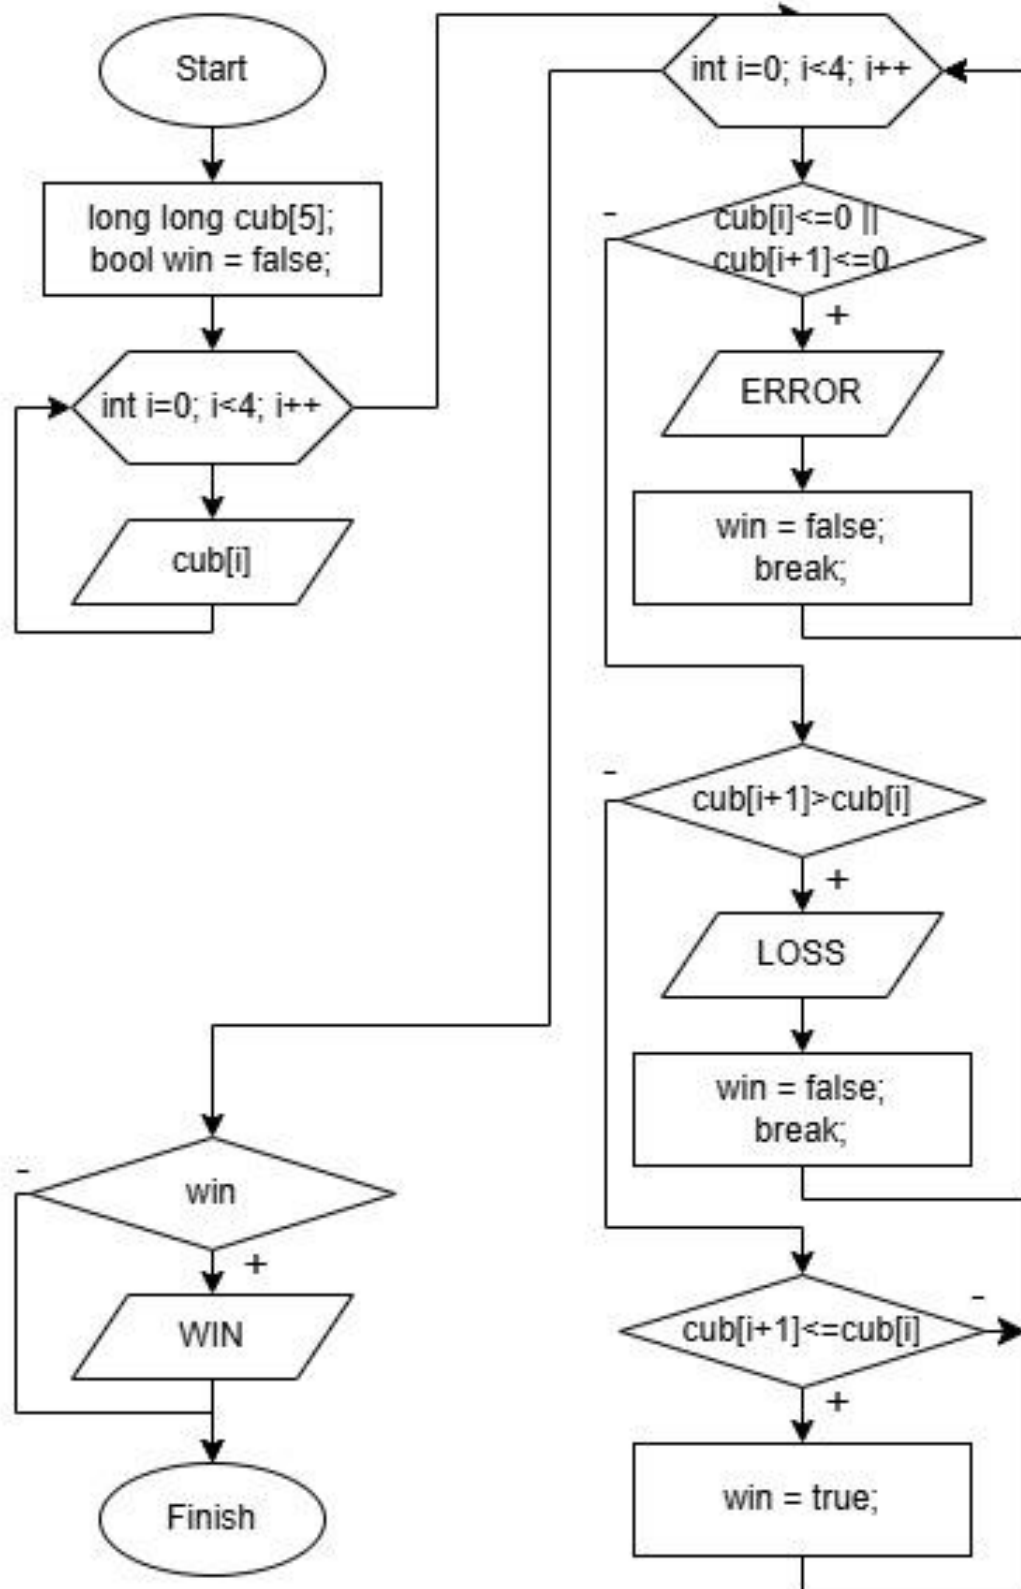 Start
long long cub[5];
bool win = false;
int i=0; i<4; i++
cub[i]
int i=0; i<4; i++
-
cub[i]<=0 ||
cub[i+1]<=0
+
ERROR
win = false;
break;
-
cub[i+1]>cub[i]
+
LOSS
win = false;
break;
-
cub[i+1]<=cub[i]
+
win = true;
-
win
+
WIN
Finish